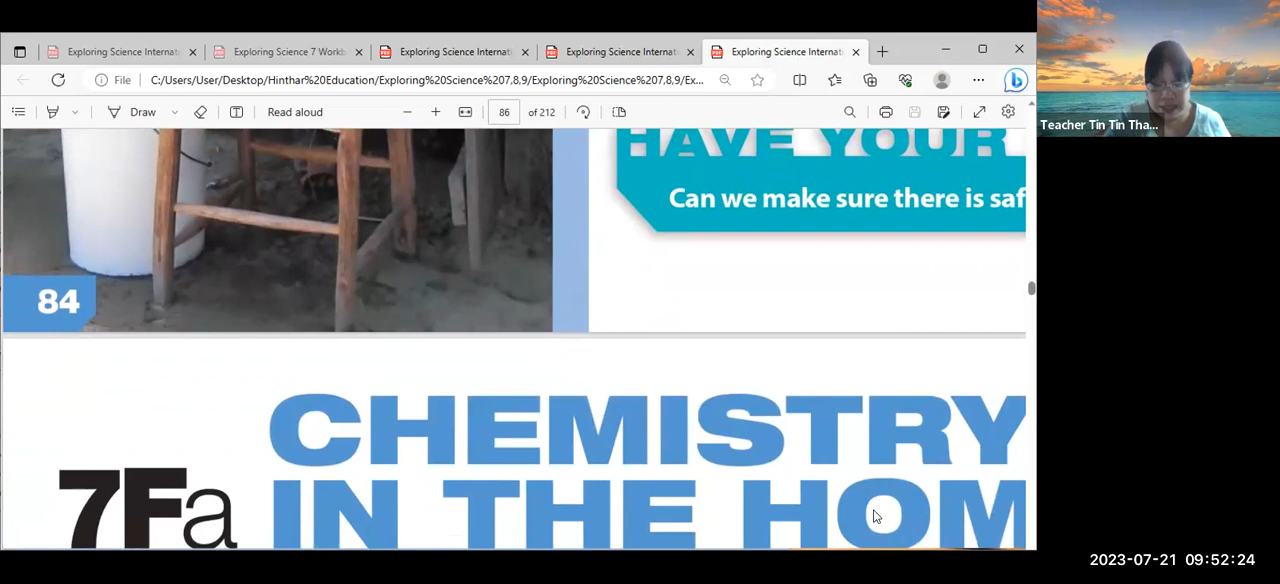 Exploring Science Internat
Exploring Science 7 Workb
Exploring Science Internati
Exploring Science Internat
Exploring Science Internati
File
C:/Users/User/Desktop/Hinthar%20Education/Exploring%20Science%207,8,9/Exploring%20Science%207,8,9/Ex...
Draw
Read aloud
86 of 212
Teacher Tin Tin Tha...
HAVE YOUR
Can we make sure there is saf
84
7Fa
CHEMISTRY
IN THE HOM
2023-07-21 09:52:24